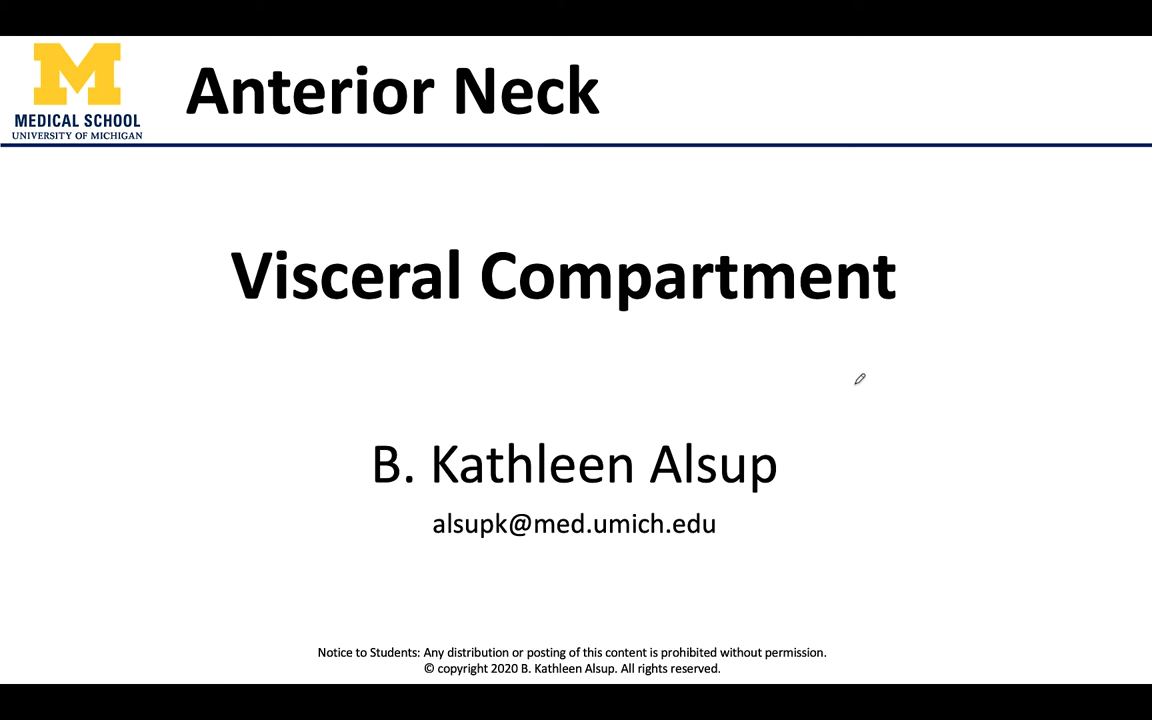 M
MEDICAL SCHOOL
UNIVERSITY OF MICHIGAN
Anterior Neck
Visceral Compartment
B. Kathleen Alsup
alsupk@med.umich.edu
Notice to Students: Any distribution or posting of this content is prohibited without permission.
© copyright 2020 B. Kathleen Alsup. All rights reserved.